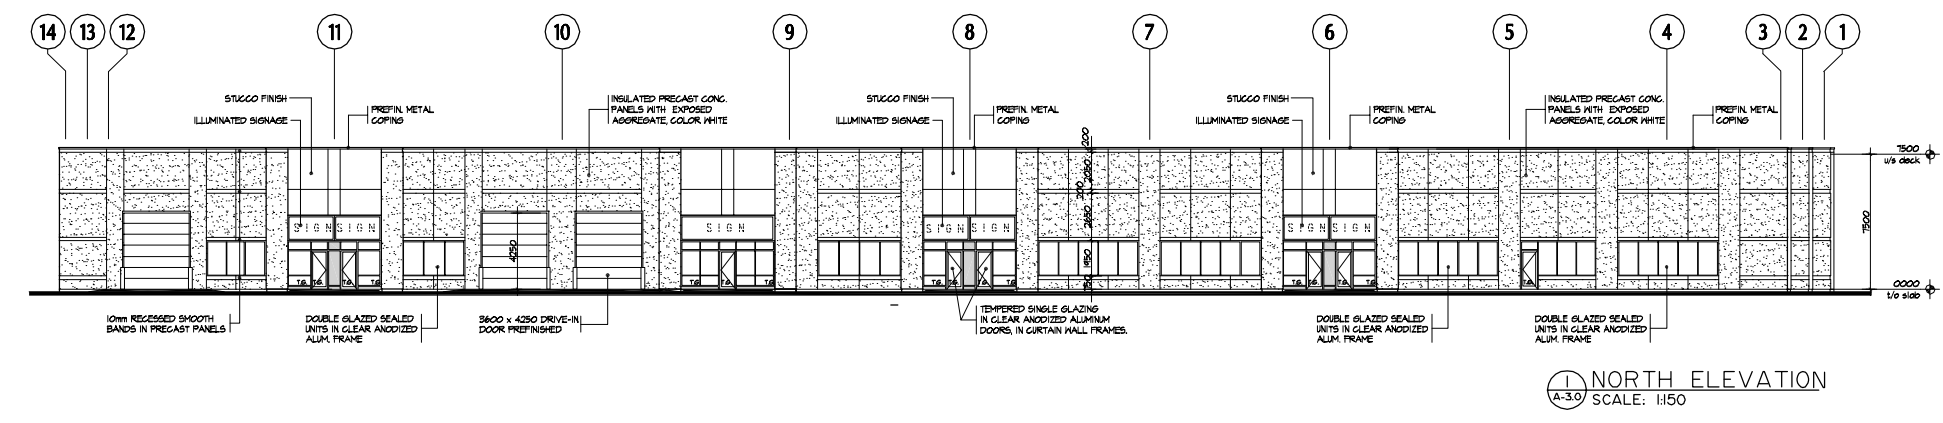 14 13 12 11 10 9 8 7 6 5 4 3 2 1
STUCCO FINISH
ILLUMINATED SIGNAGE
PREFIN. METAL
COPING
INSULATED PRECAST CONC.
PANELS WITH EXPOSED
AGGREGATE, COLOR WHITE
STUCCO FINISH
ILLUMINATED SIGNAGE
PREFIN. METAL
COPING
STUCCO FINISH
ILLUMINATED SIGNAGE
PREFIN. METAL
COPING
INSULATED PRECAST CONC.
PANELS WITH EXPOSED
AGGREGATE, COLOR WHITE
PREFIN. METAL
COPING
200
2050
200
2650
1950
7500
u/s deck
7500
0000
t/o slab
SIGN SIGN
SIGN
SIGN SIGN
SIGN SIGN
4250
T.G. T.G. T.G. T.G.
T.G. T.G.
T.G. T.G. T.G. T.G.
T.G. T.G. T.G. T.G.
10mm RECESSED SMOOTH
BANDS IN PRECAST PANELS
DOUBLE GLAZED SEALED
UNITS IN CLEAR ANODIZED
ALUM. FRAME
3600 x 4250 DRIVE-IN
DOOR PREFINISHED
TEMPERED SINGLE GLAZING
IN CLEAR ANODIZED ALUMINUM
DOORS, IN CURTAIN WALL FRAMES.
DOUBLE GLAZED SEALED
UNITS IN CLEAR ANODIZED
ALUM. FRAME
DOUBLE GLAZED SEALED
UNITS IN CLEAR ANODIZED
ALUM. FRAME
1
A-3.0
NORTH ELEVATION
SCALE: 1:150